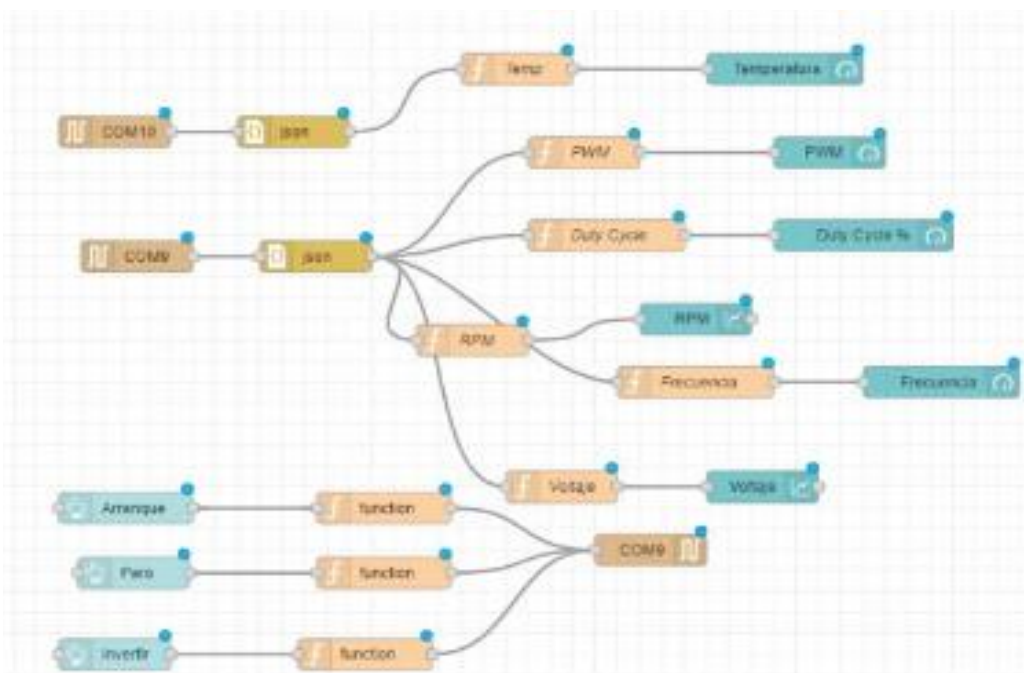 Temp
Temperatura
COM10
json
PWM
PWM
Duty Cycle
Duty Cycle %
COM9
json
RPM
RPM
Frecuencia
Frecuencia
Voltaje
Voltaje
Arranque
function
COM9
Paro
function
Invertir
function